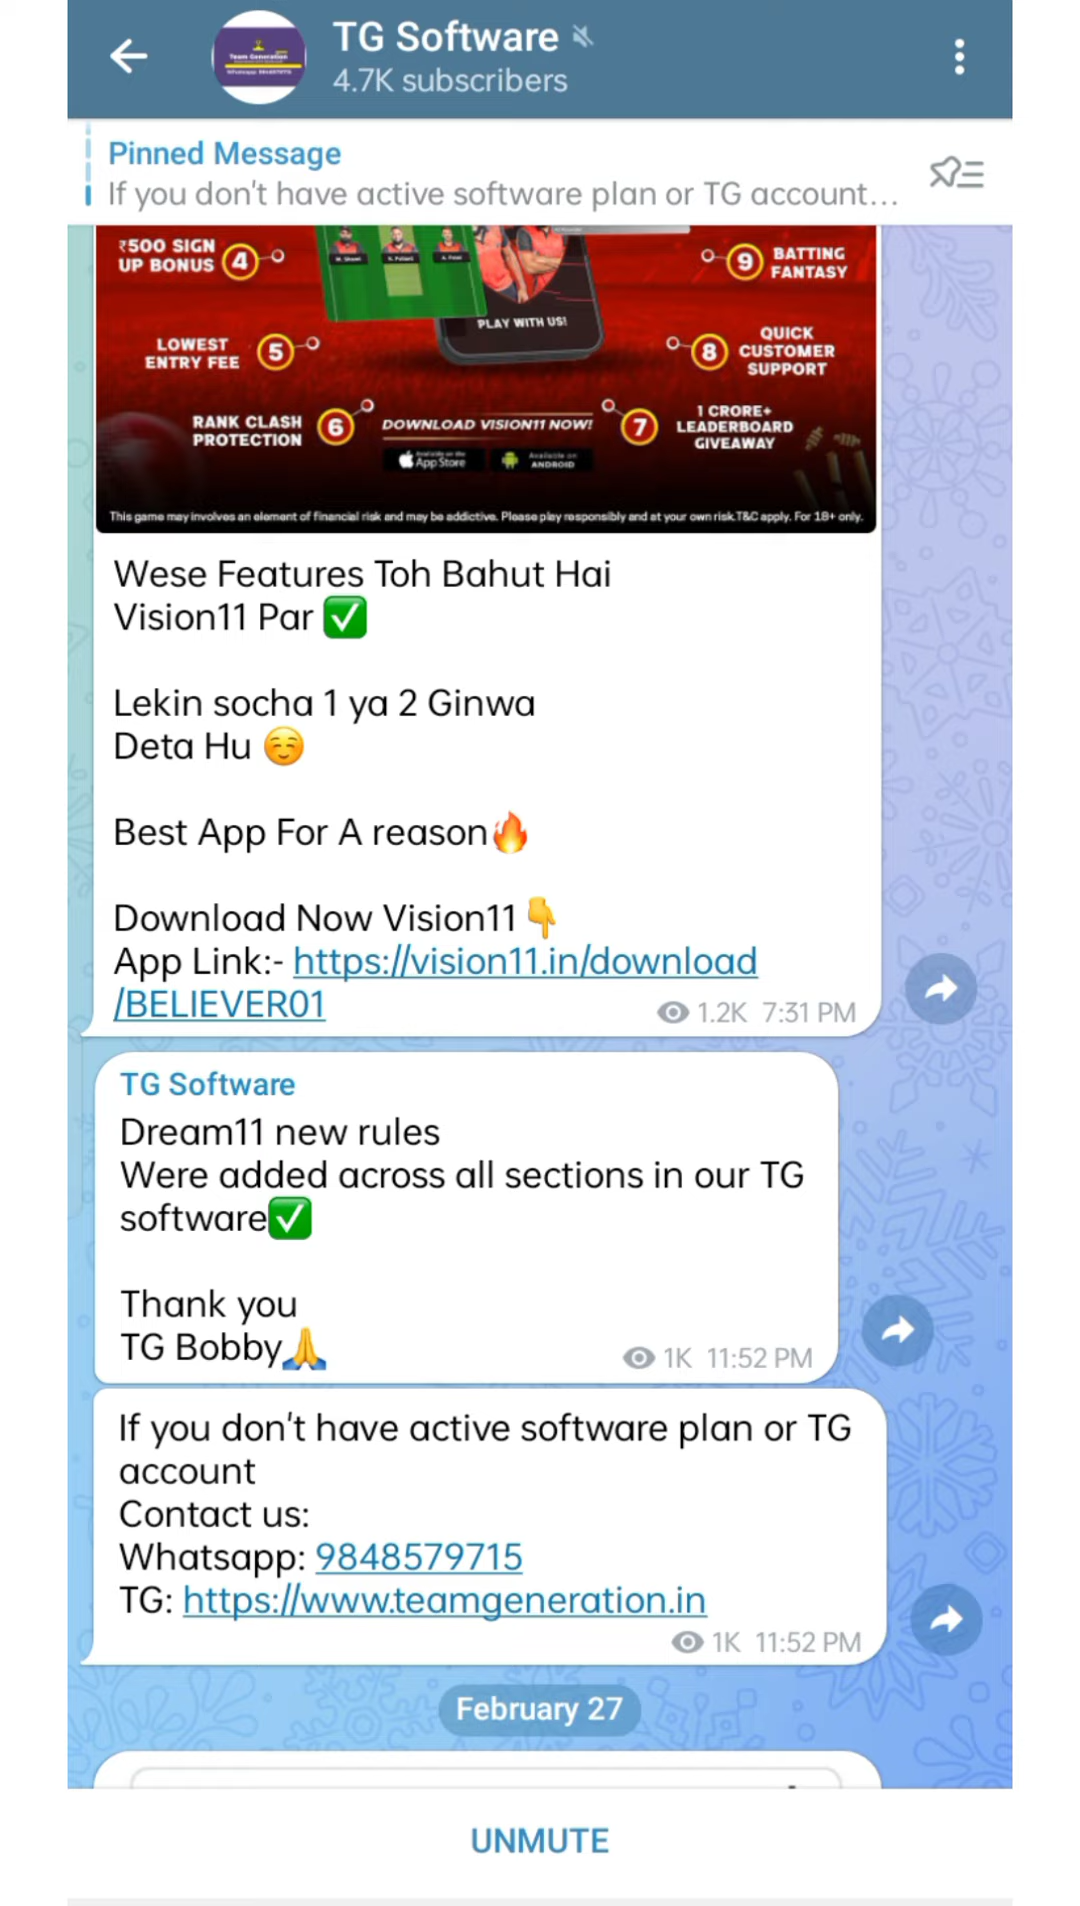 TG Software
4.7K subscribers
Pinned Message
If you don't have active software plan or TG account...
₹500 SIGN
UP BONUS 4
9 BATTING
FANTASY
PLAY WITH US!
LOWEST
ENTRY FEE 5
8 QUICK
CUSTOMER
SUPPORT
RANK CLASH
PROTECTION 6
DOWNLOAD VISION11 NOW!
7 1 CRORE+
LEADERBOARD
GIVEAWAY
Available on the
App Store
Available on
ANDROID
This game may involves an element of financial risk and may be addictive. Please play responsibly and at your own risk.T&C apply. For 18+ only.
Wese Features Toh Bahut Hai
Vision11 Par ✅
Lekin socha 1 ya 2 Ginwa
Deta Hu ☺️
Best App For A reason🔥
Download Now Vision11👇
App Link:- https://vision11.in/download
/BELIEVER01
1.2K 7:31 PM
TG Software
Dream11 new rules
Were added across all sections in our TG
software✅
Thank you
TG Bobby🙏
1K 11:52 PM
If you don't have active software plan or TG
account
Contact us:
Whatsapp: 9848579715
TG: https://www.teamgeneration.in
1K 11:52 PM
February 27
UNMUTE